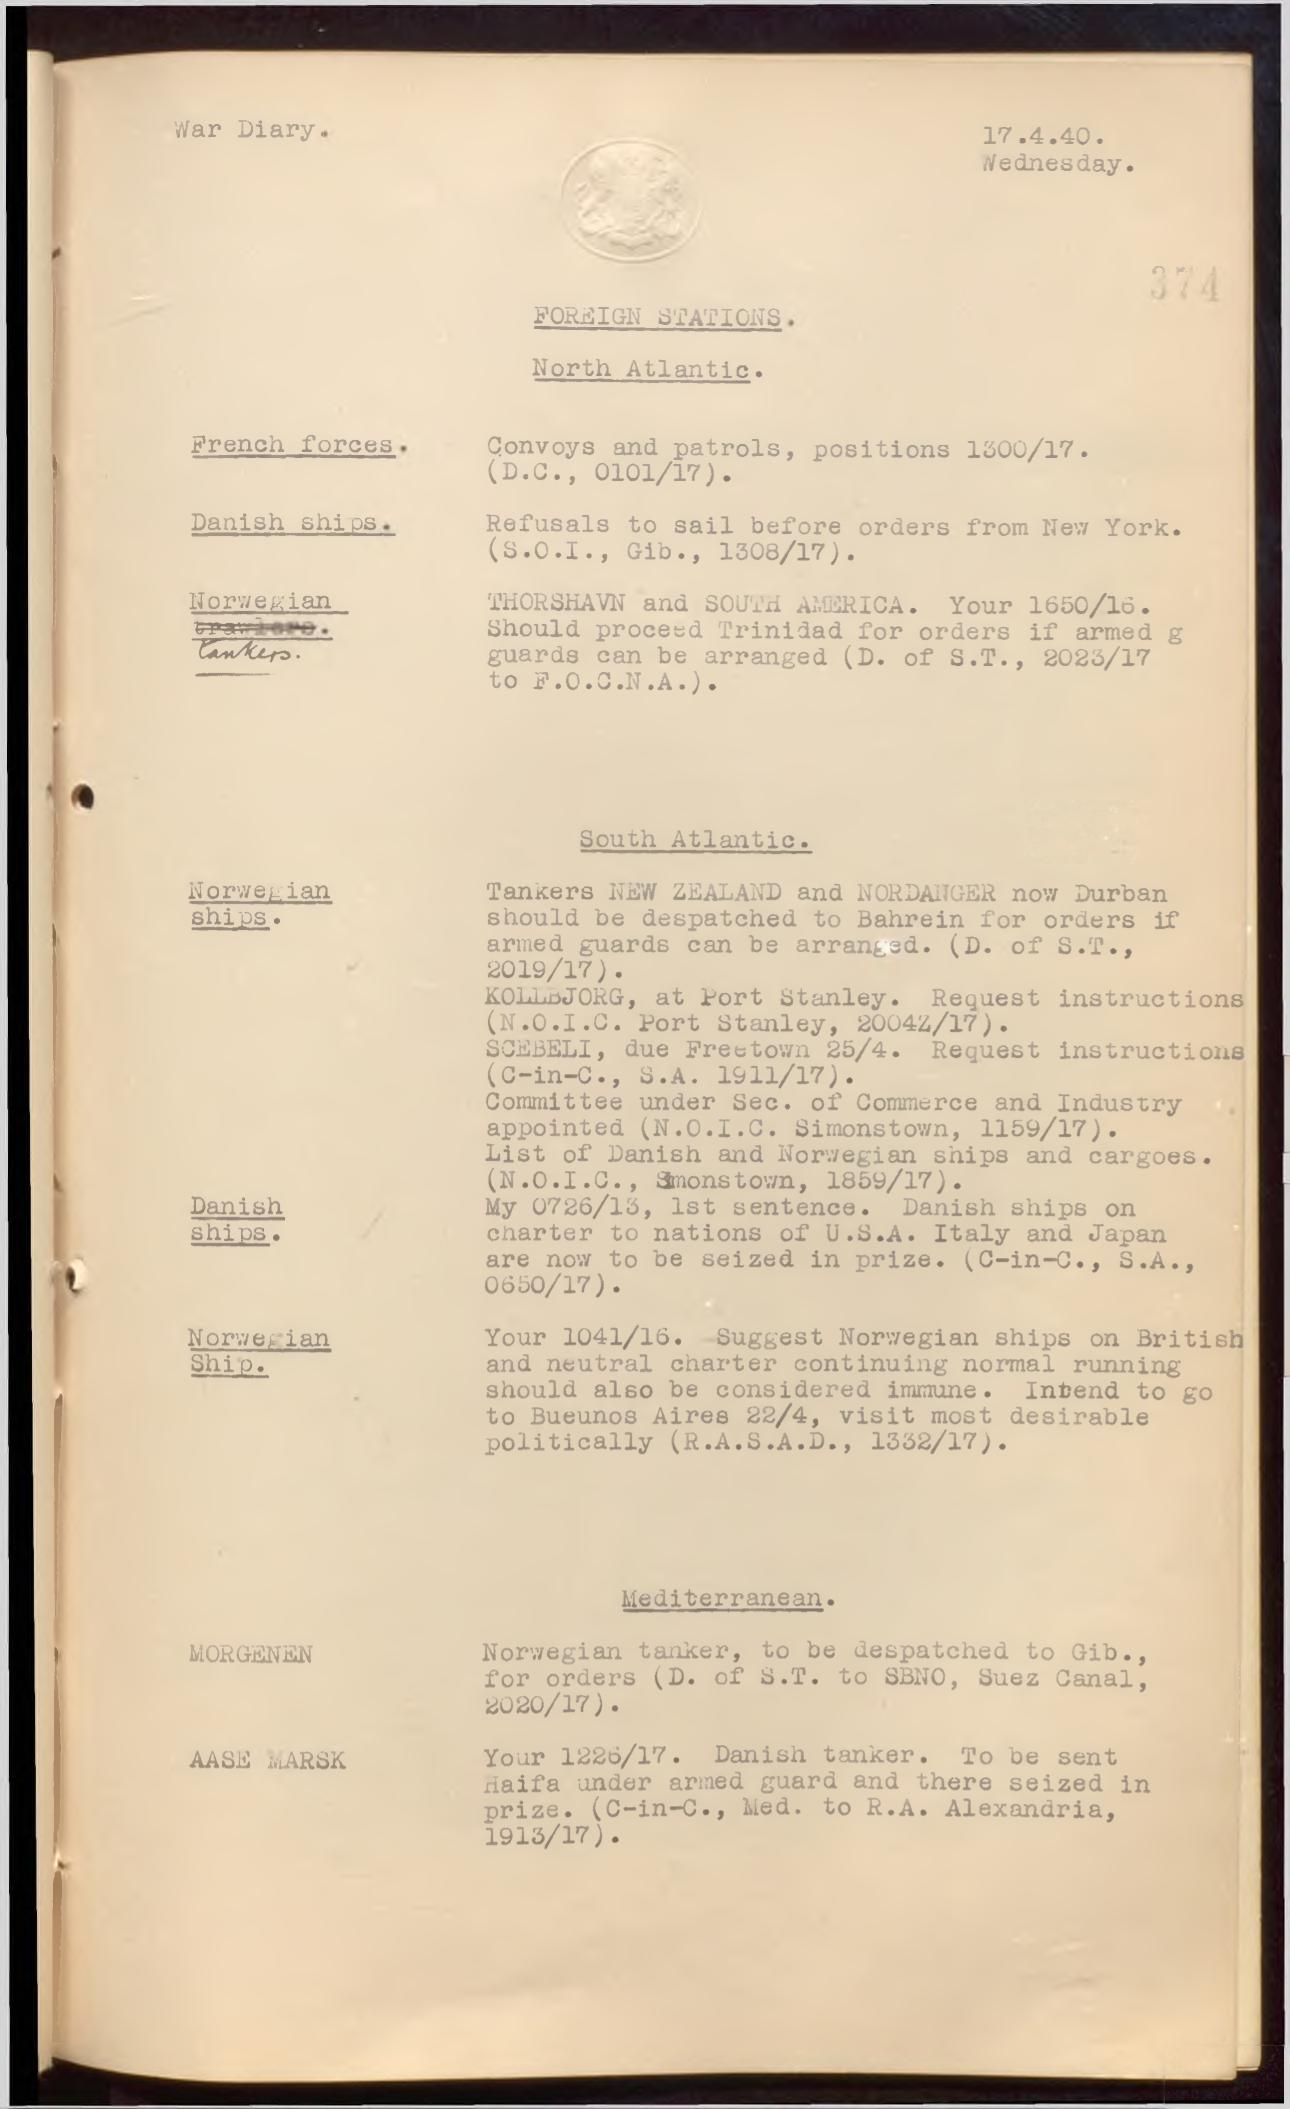 War Diary.
17.4.40.
Wednesday.
374
FOREIGN STATIONS.
North Atlantic.
French forces. Convoys and patrols, positions 1300/17.
(D.C., 0101/17).
Danish ships. Refusals to sail before orders from New York.
(S.O.I., Gib., 1308/17).
Norwegian THORSHAVN and SOUTH AMERICA. Your 1650/16.
trawlers. Should proceed Trinidad for orders if armed g
tankers. guards can be arranged (D. of S.T., 2023/17
to F.O.C.N.A.).
South Atlantic.
Norwegian Tankers NEW ZEALAND and NORDANGER now Durban
ships. should be despatched to Bahrein for orders if
armed guards can be arranged. (D. of S.T.,
2019/17).
KOLLBJORG, at Port Stanley. Request instructions
(N.O.I.C. Port Stanley, 2004Z/17).
SCEBELI, due Freetown 25/4. Request instructions
(C-in-C., S.A. 1911/17).
Committee under Sec. of Commerce and Industry
appointed (N.O.I.C. Simonstown, 1159/17).
List of Danish and Norwegian ships and cargoes.
(N.O.I.C., Smonstown, 1859/17).
Danish My 0726/13, 1st sentence. Danish ships on
ships. charter to nations of U.S.A. Italy and Japan
are now to be seized in prize. (C-in-C., S.A.,
0650/17).
Norwegian Your 1041/16. Suggest Norwegian ships on British
Ship. and neutral charter continuing normal running
should also be considered immune. Intend to go
to Bueunos Aires 22/4, visit most desirable
politically (R.A.S.A.D., 1332/17).
Mediterranean.
MORGENEN Norwegian tanker, to be despatched to Gib.,
for orders (D. of S.T. to SBNO, Suez Canal,
2020/17).
AASE MARSK Your 1226/17. Danish tanker. To be sent
Haifa under armed guard and there seized in
prize. (C-in-C., Med. to R.A. Alexandria,
1913/17).